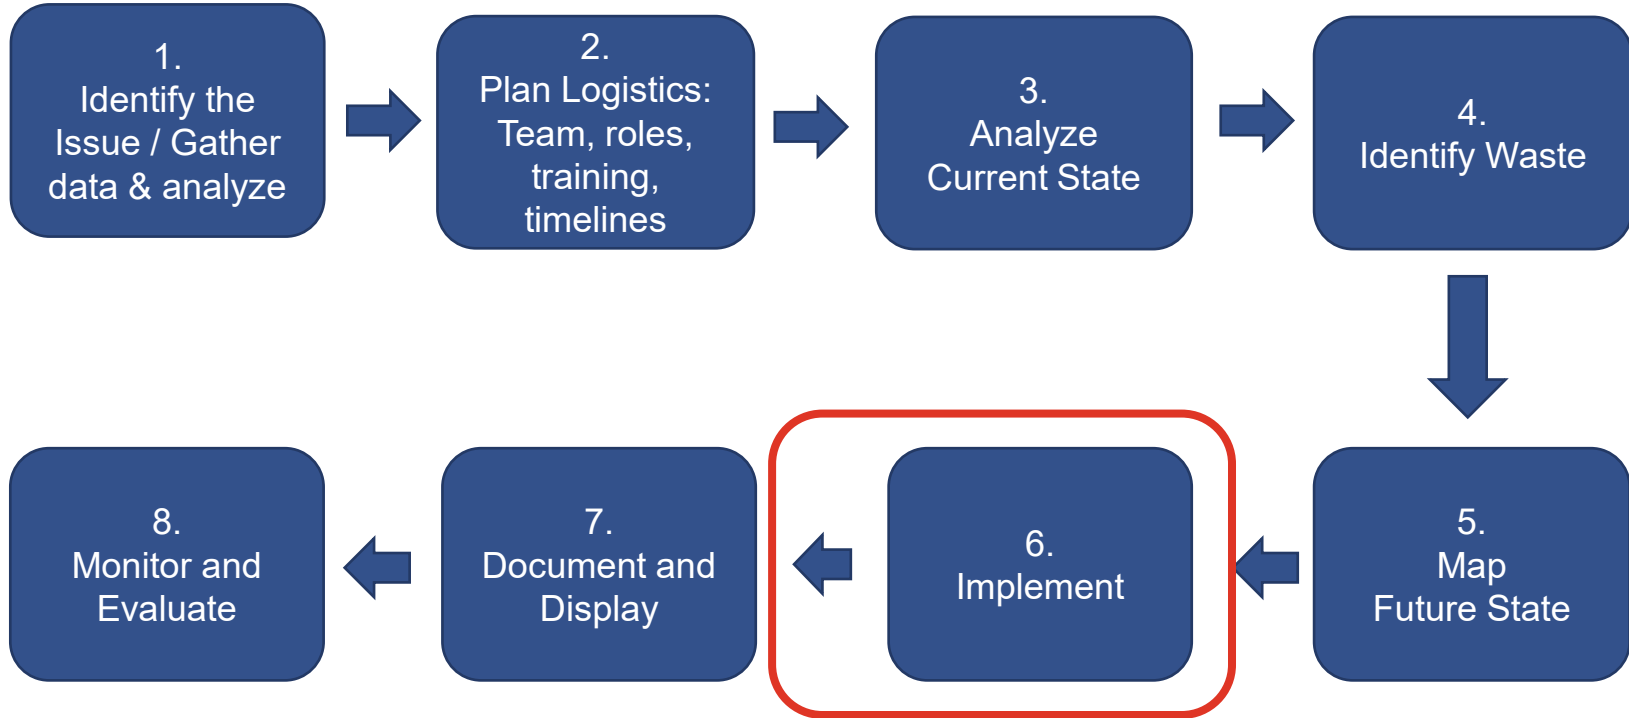 1.
Identify the
Issue / Gather
data & analyze
2.
Plan Logistics:
Team, roles,
training,
timelines
3.
Analyze
Current State
4.
Identify Waste
5.
Map
Future State
6.
Implement
7.
Document and
Display
8.
Monitor and
Evaluate